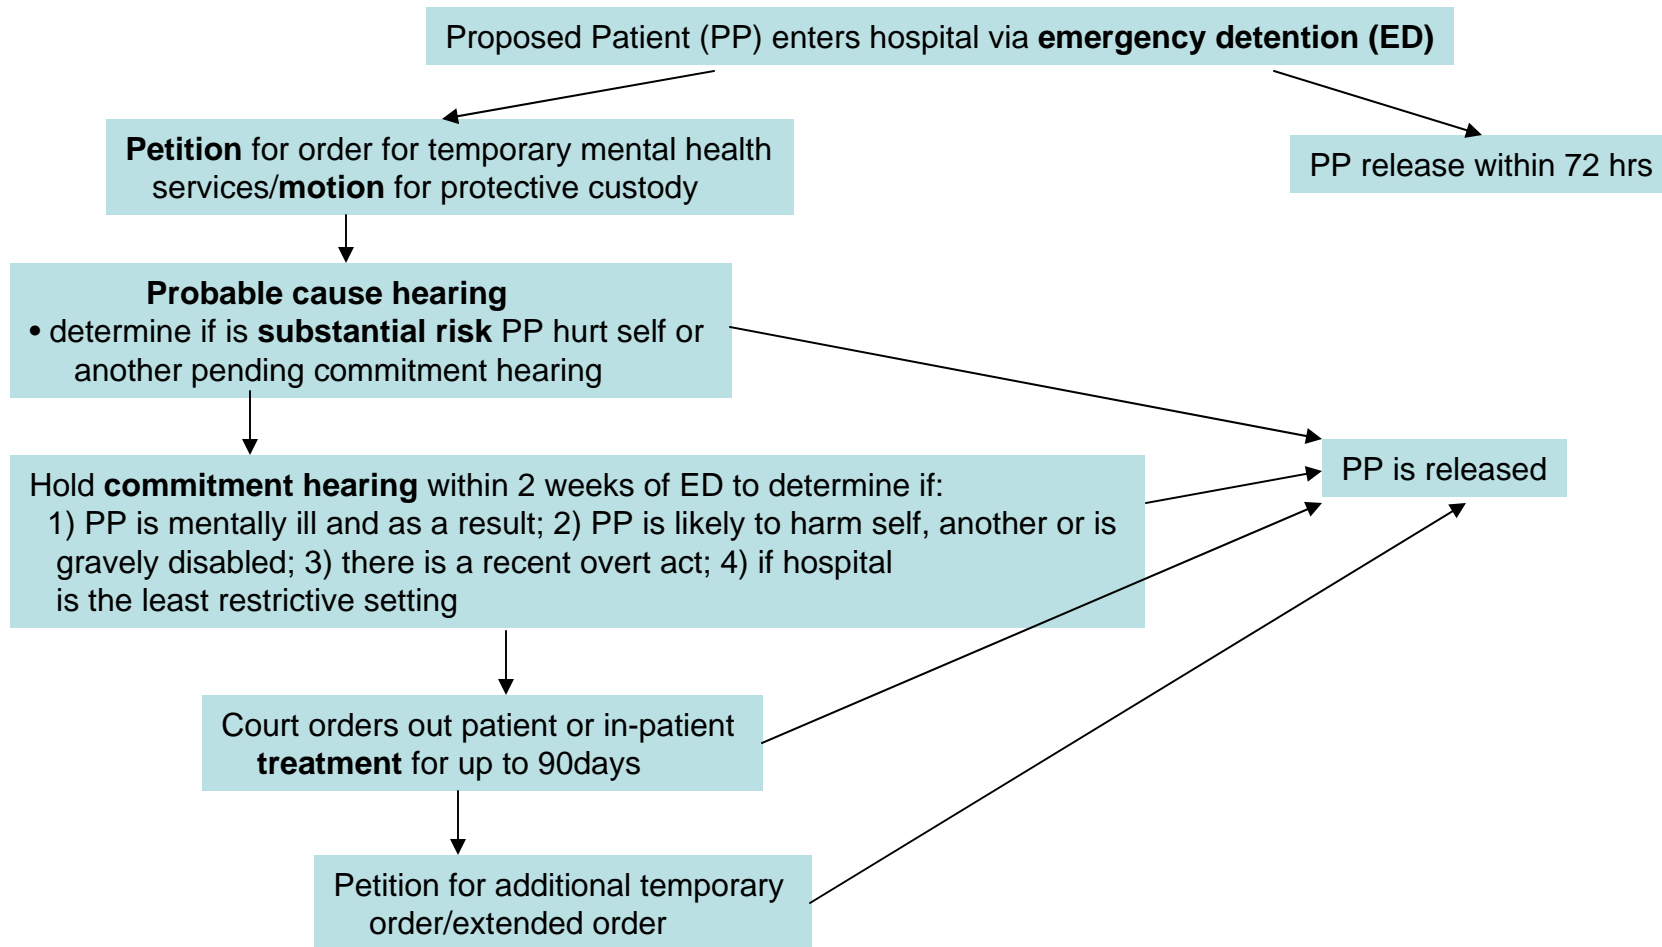 Proposed Patient (PP) enters hospital via emergency detention (ED)
Petition for order for temporary mental health
services/motion for protective custody
PP release within 72 hrs
Probable cause hearing
• determine if is substantial risk PP hurt self or
another pending commitment hearing
Hold commitment hearing within 2 weeks of ED to determine if:
1) PP is mentally ill and as a result; 2) PP is likely to harm self, another or is
gravely disabled; 3) there is a recent overt act; 4) if hospital
is the least restrictive setting
PP is released
Court orders out patient or in-patient
treatment for up to 90days
Petition for additional temporary
order/extended order